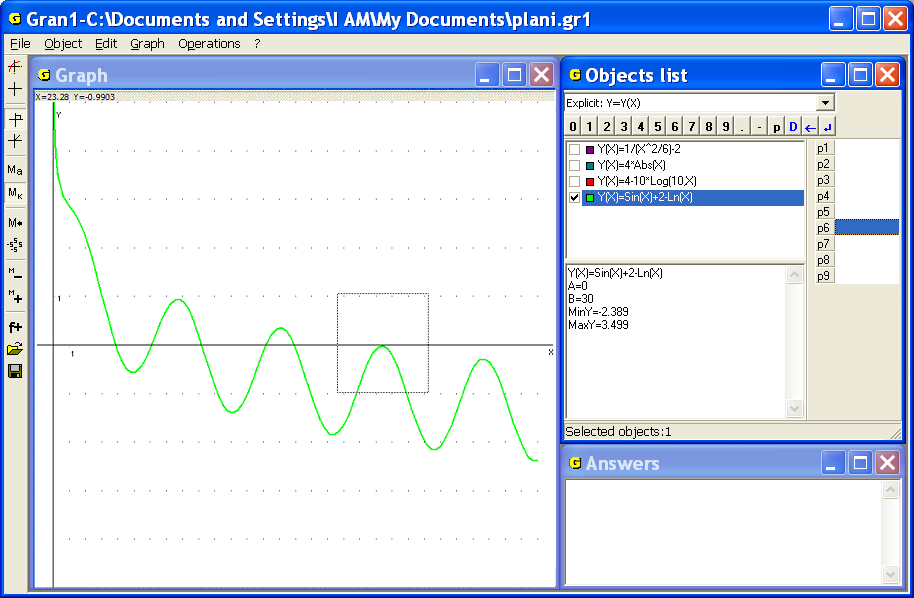 Gran1-C:\Documents and Settings\I AM\My Documents\plani.gr1
File Object Edit Graph Operations ?
Ma
Mк
M
M
M
f+
Graph
X=23.28 Y=-0.9903
Y
1
1
X
Objects list
Explicit: Y=Y(X)
0 1 2 3 4 5 6 7 8 9 . - p D ← ↲
Y(X)=1/(X^2/6)-2
Y(X)=4*Abs(X)
Y(X)=4-10*Log(10,X)
Y(X)=Sin(X)+2-Ln(X)
p1
p2
p3
p4
p5
p6
p7
p8
p9
Y(X)=Sin(X)+2-Ln(X)
A=0
B=30
MinY=-2.389
MaxY=3.499
Selected objects:1
Answers